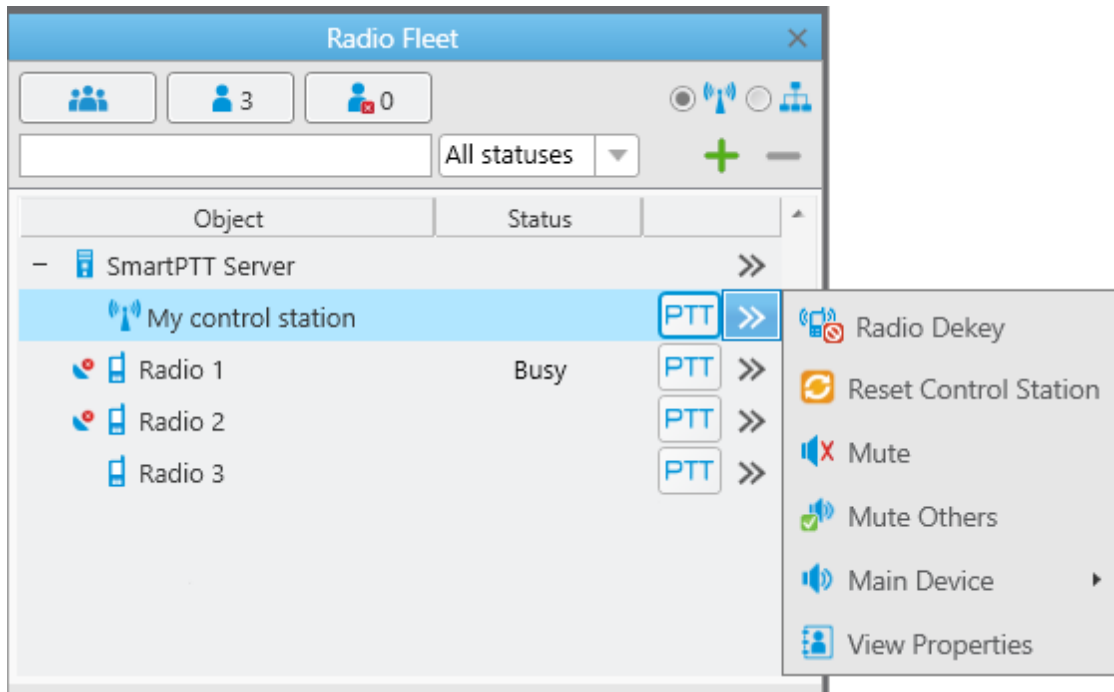 Radio Fleet
3
0
All statuses
Object Status
SmartPTT Server
My control station PTT
Radio 1 Busy PTT
Radio 2 PTT
Radio 3 PTT
Radio Dekey
Reset Control Station
Mute
Mute Others
Main Device
View Properties